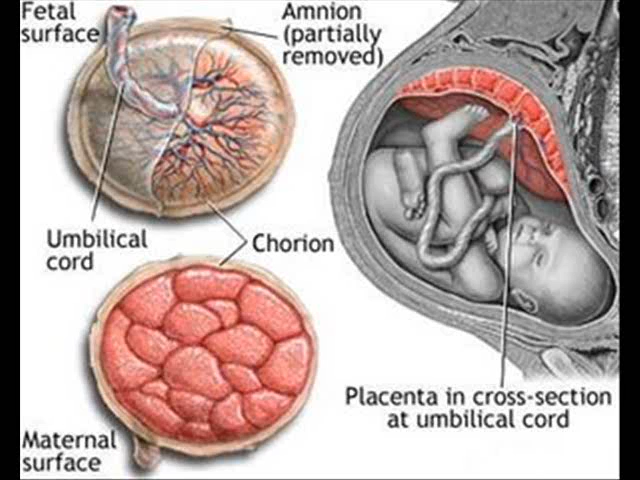 Fetal
surface
Amnion
(partially
removed)
Umbilical
cord
Chorion
Maternal
surface
Placenta in cross-section
at umbilical cord